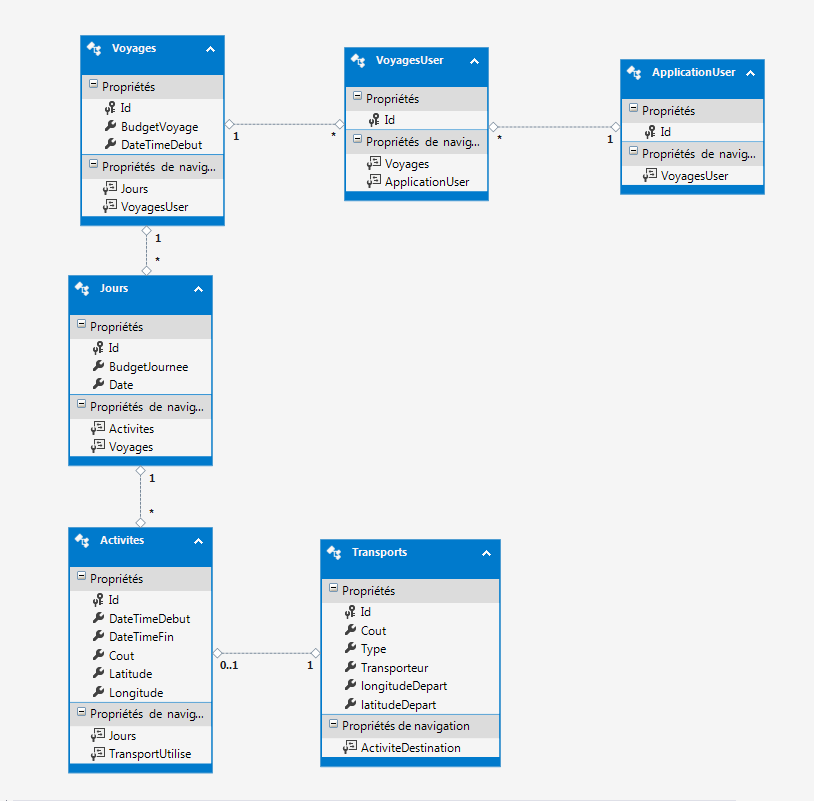 Voyages
Propriétés
Id
BudgetVoyage
DateTimeDebut
Propriétés de navig...
Jours
VoyagesUser
1
*
VoyagesUser
Propriétés
Id
Propriétés de navig...
Voyages
ApplicationUser
*
1
ApplicationUser
Propriétés
Id
Propriétés de navig...
VoyagesUser
1
*
Jours
Propriétés
Id
BudgetJournee
Date
Propriétés de navig...
Activites
Voyages
1
*
Activites
Propriétés
Id
DateTimeDebut
DateTimeFin
Cout
Latitude
Longitude
Propriétés de navig...
Jours
TransportUtilise
0..1
1
Transports
Propriétés
Id
Cout
Type
Transporteur
longitudeDepart
latitudeDepart
Propriétés de navigation
ActiviteDestination